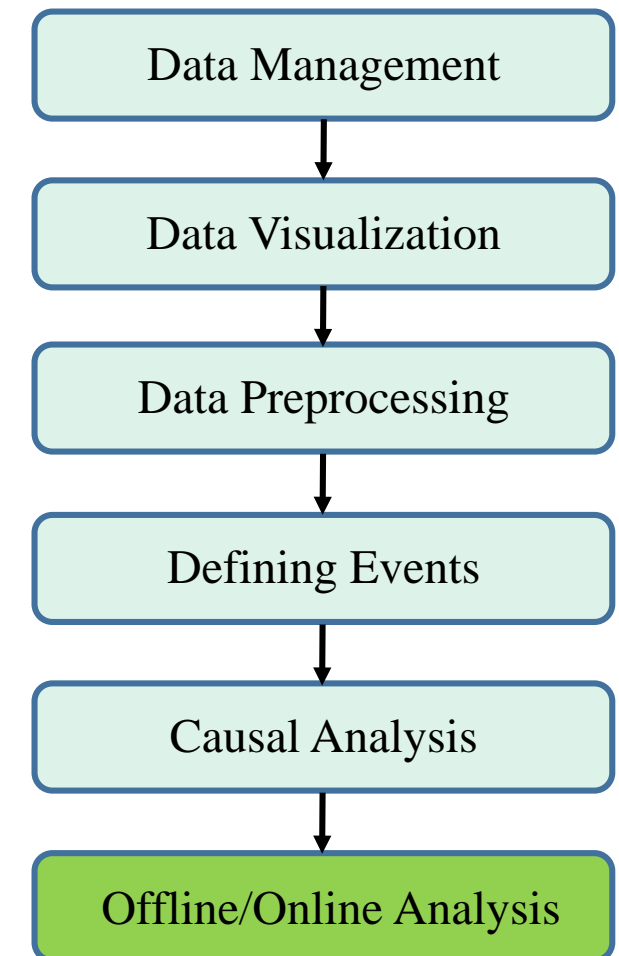 Data Management
Data Visualization
Data Preprocessing
Defining Events
Causal Analysis
Offline/Online Analysis